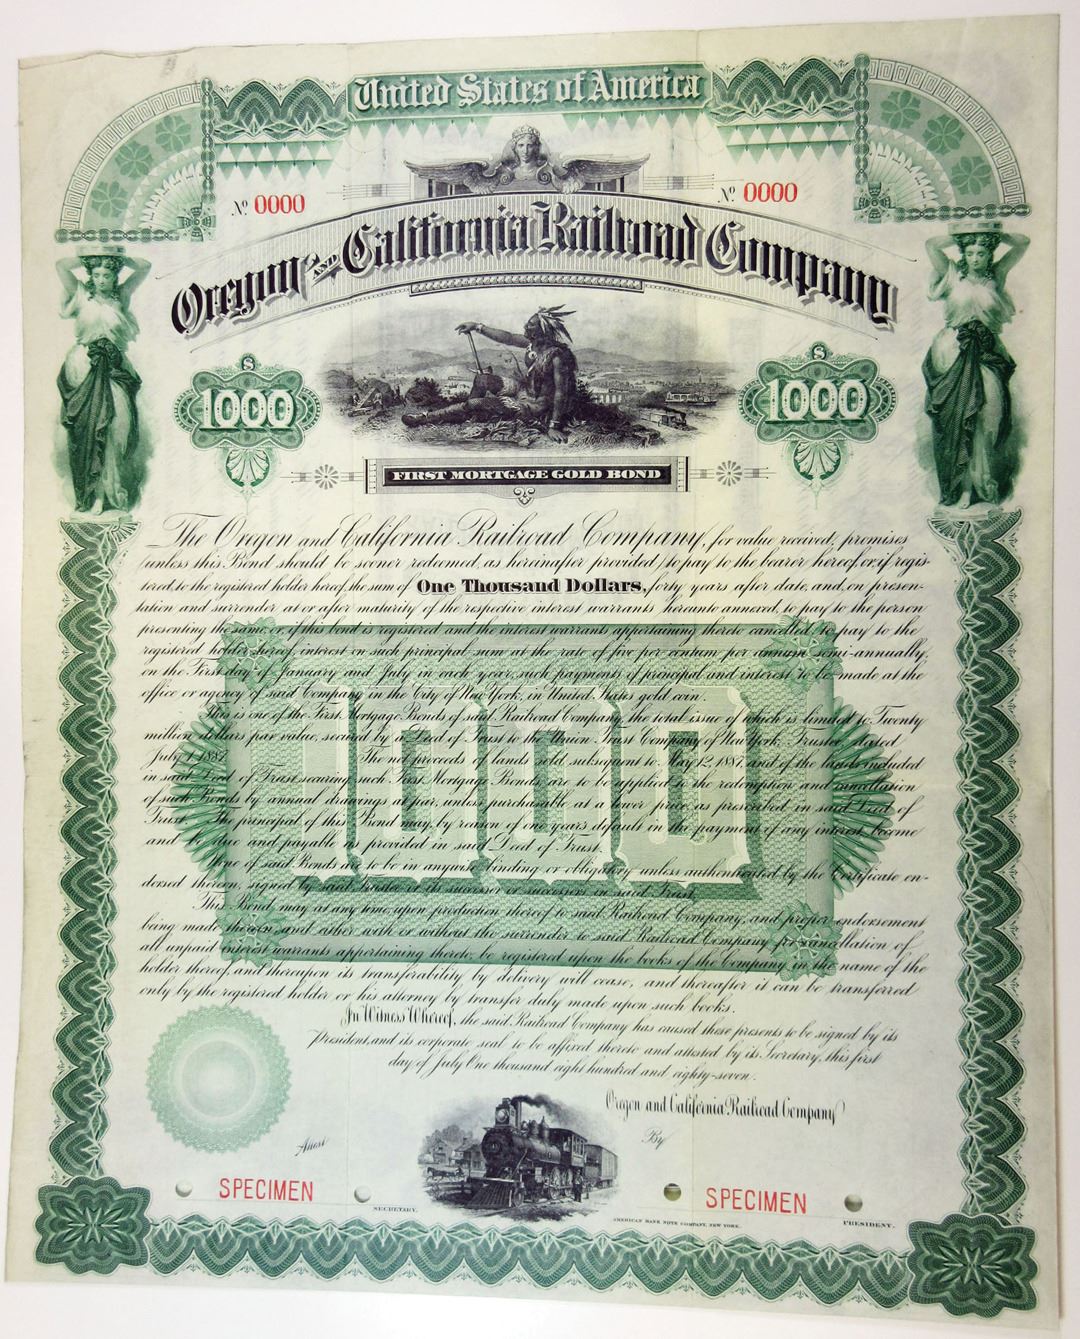 United States of America
No 0000
No 0000
Oregon AND California Railroad Company
$
1000
$
1000
FIRST MORTGAGE GOLD BOND
The Oregon and California Railroad Company, for value received, promises
(unless this Bond should be sooner redeemed, as hereinafter provided,) to pay to the bearer hereof, or, if regis-
tered, to the registered holder hereof, the sum of One Thousand Dollars, forty years after date, and, on presen-
tation and surrender at or after maturity of the respective interest warrants hereunto annexed, to pay to the person
presenting the same, or, if this bond is registered and the interest warrants appertaining thereto cancelled, to pay to the
registered holder hereof, interest on such principal sum at the rate of five per centum per annum semi-annually,
on the First day of January and July in each year, such payments of principal and interest to be made at the
office or agency of said Company in the City of New York, in United States gold coin.
This is one of the First Mortgage Bonds of said Railroad Company, the total issue of which is limited to Twenty
million dollars par value, secured by a Deed of Trust to the Union Trust Company of New York, Trustee, dated
July 1, 1887. The net proceeds of lands sold subsequent to May 12, 1887, and of the lands included
in said Deed of Trust securing such First Mortgage Bonds are to be applied to the redemption and cancellation
of such Bonds by annual drawings at par, unless purchasable at a lower price, as prescribed in said Deed of
Trust. The principal of this Bond may, by reason of one year's default in the payment of any interest, become
and be due and payable as provided in said Deed of Trust.
None of said Bonds are to be in anywise binding or obligatory unless authenticated by the Certificate en-
dorsed thereon, signed by said Trustee or its successor or successors in said Trust.
This Bond may at any time, upon production thereof to said Railroad Company, and proper endorsement
being made thereon and either with or without the surrender to said Railroad Company for cancellation of
all unpaid interest warrants appertaining thereto, be registered upon the books of the Company in the name of the
holder thereof, and thereupon its transferability by delivery will cease, and thereafter it can be transferred
only by the registered holder or his attorney by transfer duly made upon such books.
In Witness Whereof, the said Railroad Company has caused these presents to be signed by its
President, and its corporate seal to be affixed thereto and attested by its Secretary, this first
day of July One thousand eight hundred and eighty-seven.
Oregon and California Railroad Company
By
Attest
SPECIMEN
SPECIMEN
SECRETARY.
AMERICAN BANK NOTE COMPANY, NEW YORK.
PRESIDENT.
1000